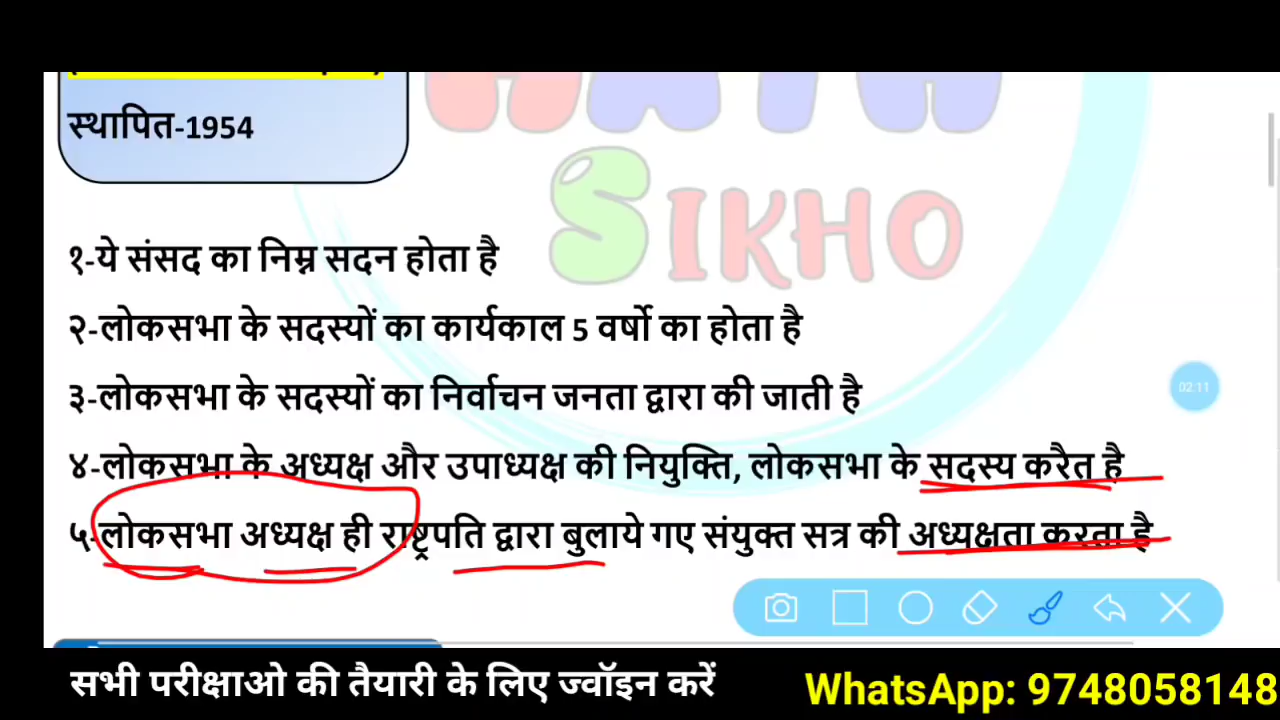 स्थापित-1954
SIKHO
१-ये संसद का निम्न सदन होता है
२-लोकसभा के सदस्यों का कार्यकाल 5 वर्षो का होता है
३-लोकसभा के सदस्यों का निर्वाचन जनता द्वारा की जाती है
02:11
४-लोकसभा के अध्यक्ष और उपाध्यक्ष की नियुक्ति, लोकसभा के सदस्य करैत है
५-लोकसभा अध्यक्ष ही राष्ट्रपति द्वारा बुलाये गए संयुक्त सत्र की अध्यक्षता करता है
सभी परीक्षाओ की तैयारी के लिए ज्वॉइन करें
WhatsApp: 9748058148